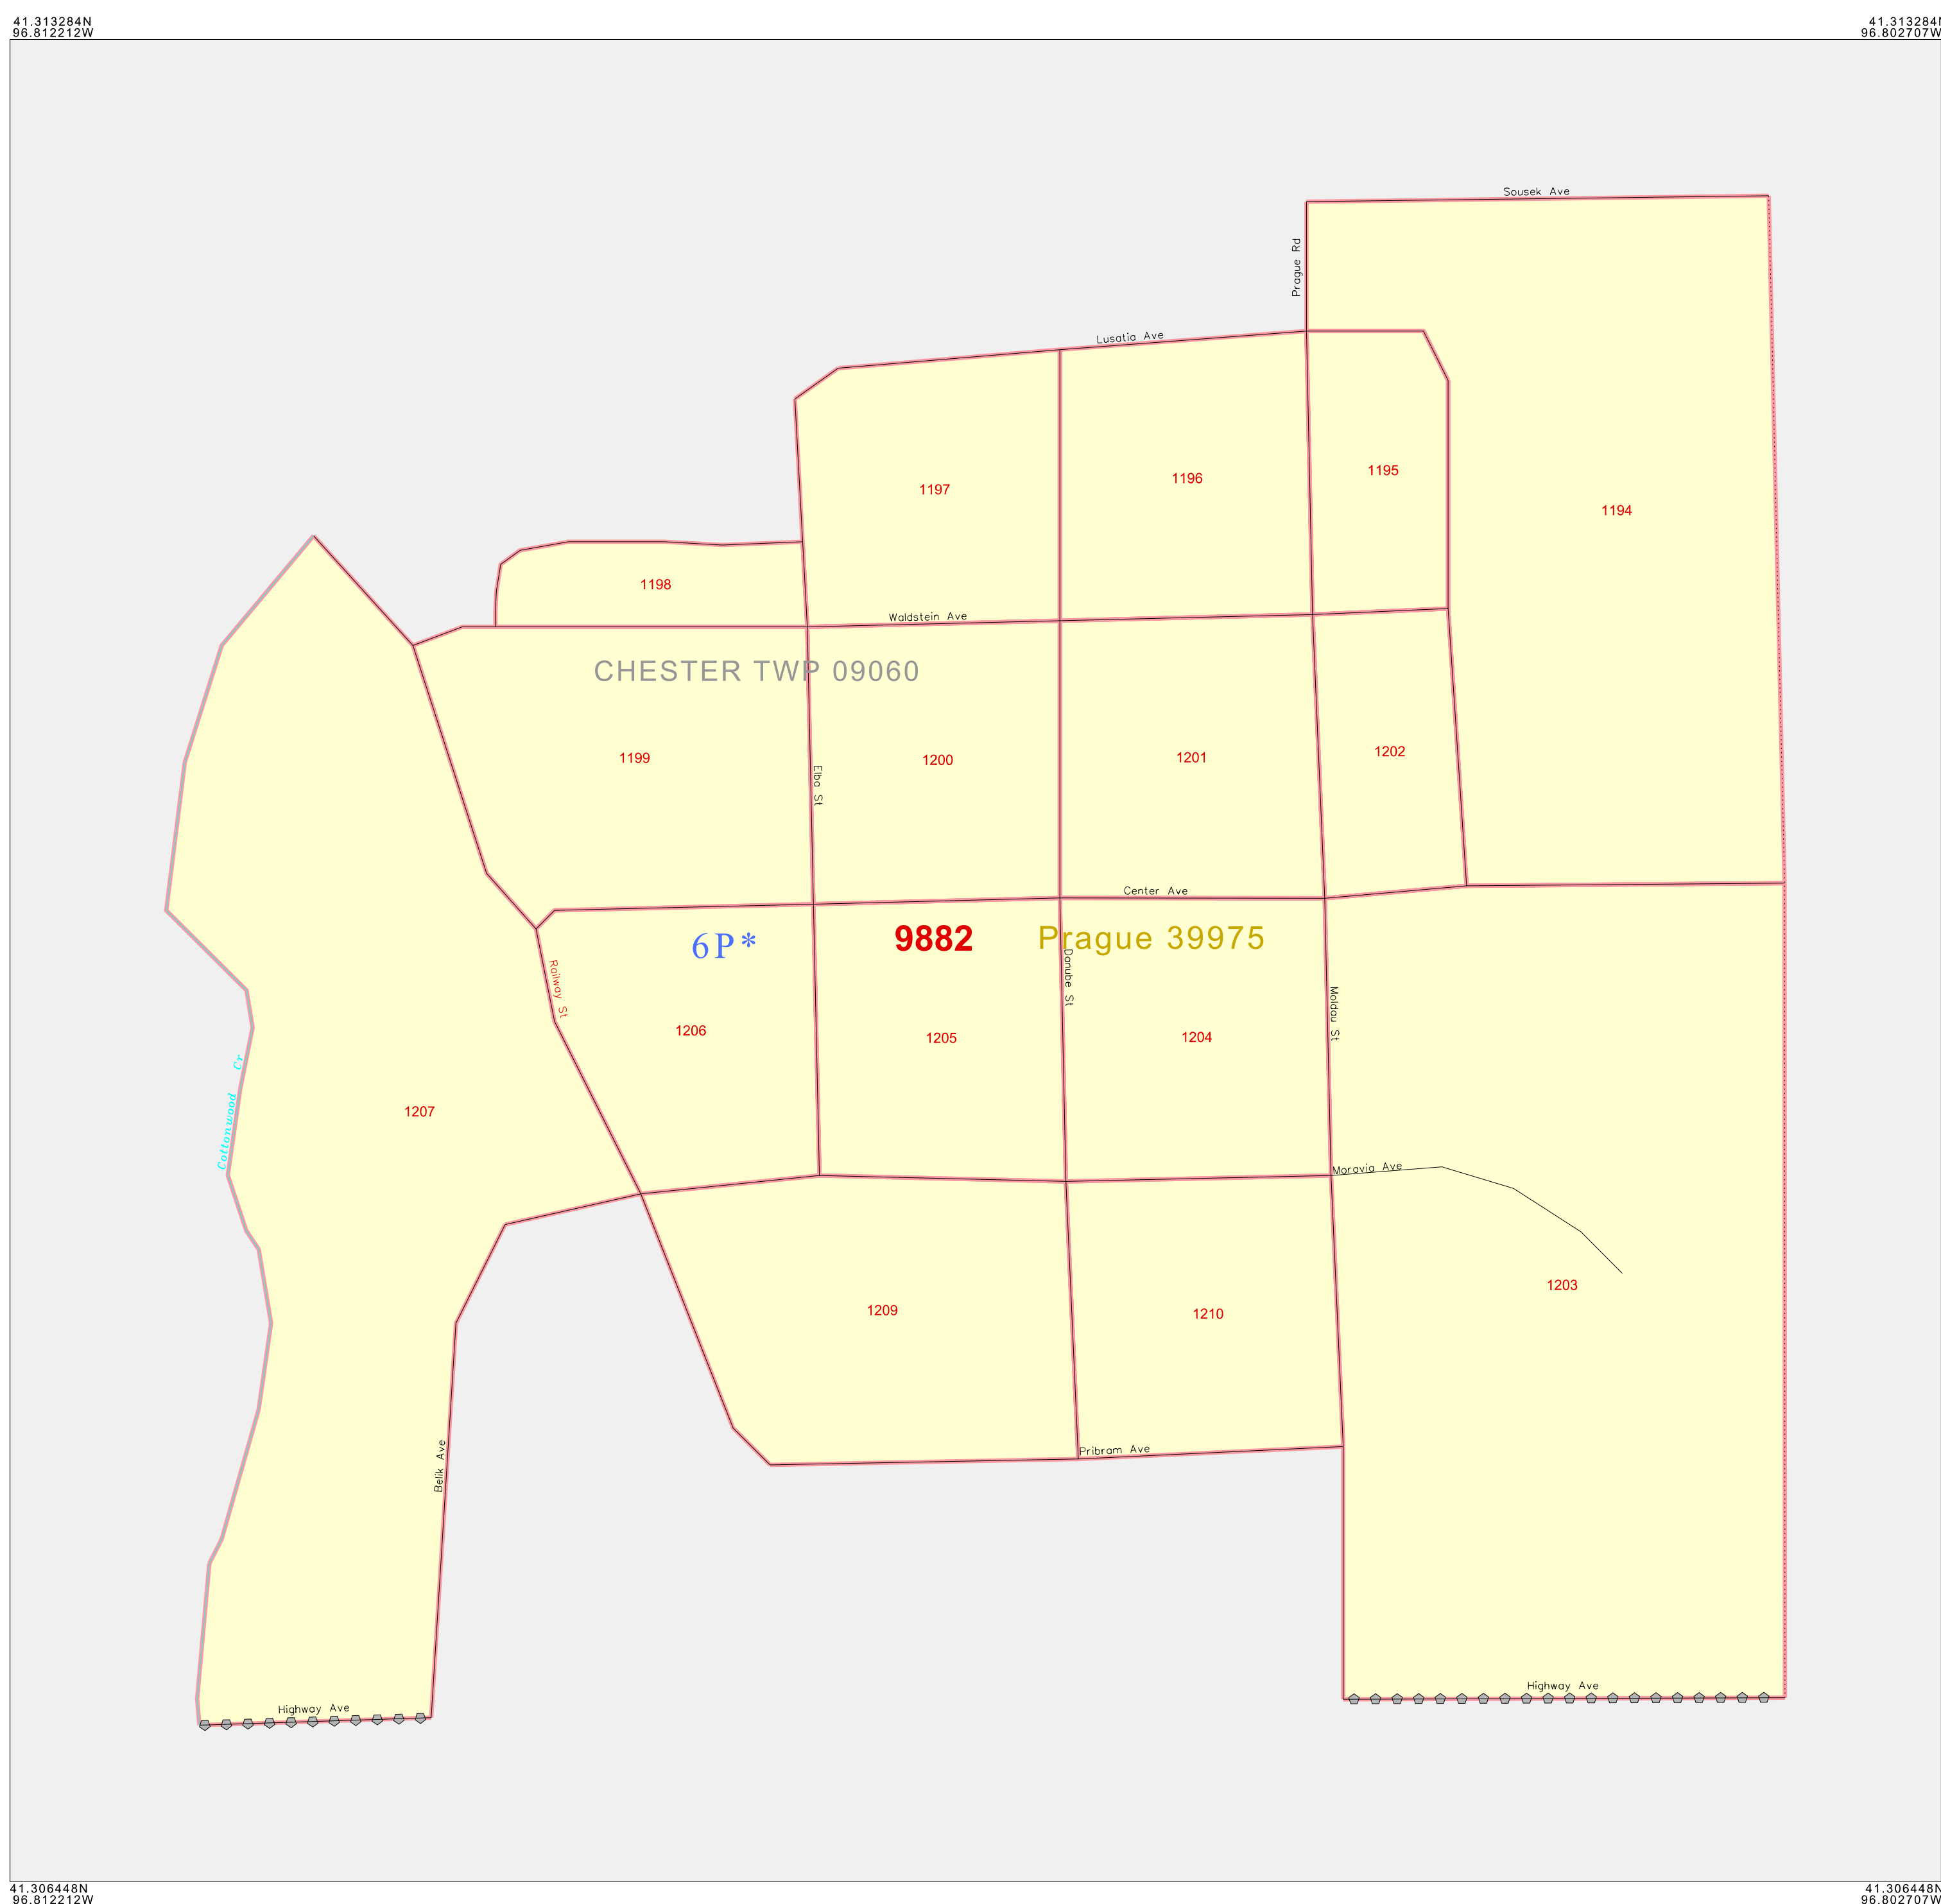 41.313284N
96.812212W
41.313284N
96.802707W
Sousek Ave
Prague Rd
Lusatia Ave
1195
1196
1197
1194
1198
Waldstein Ave
CHESTER TWP 09060
1202
1199
1201
1200
Elba St
Center Ave
6P*
9882
Prague 39975
Danube St
Railway St
Moldau St
1206
1204
1205
Cottonwood Cr
1207
Moravia Ave
1203
1209
1210
Pribram Ave
Belik Ave
Highway Ave
Highway Ave
41.306448N
96.812212W
41.306448N
96.802707W